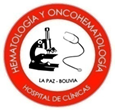 HEMATOLOGÍA Y ONCOHEMATOLOGÍA
LA PAZ - BOLIVIA
HOSPITAL DE CLÍNICAS